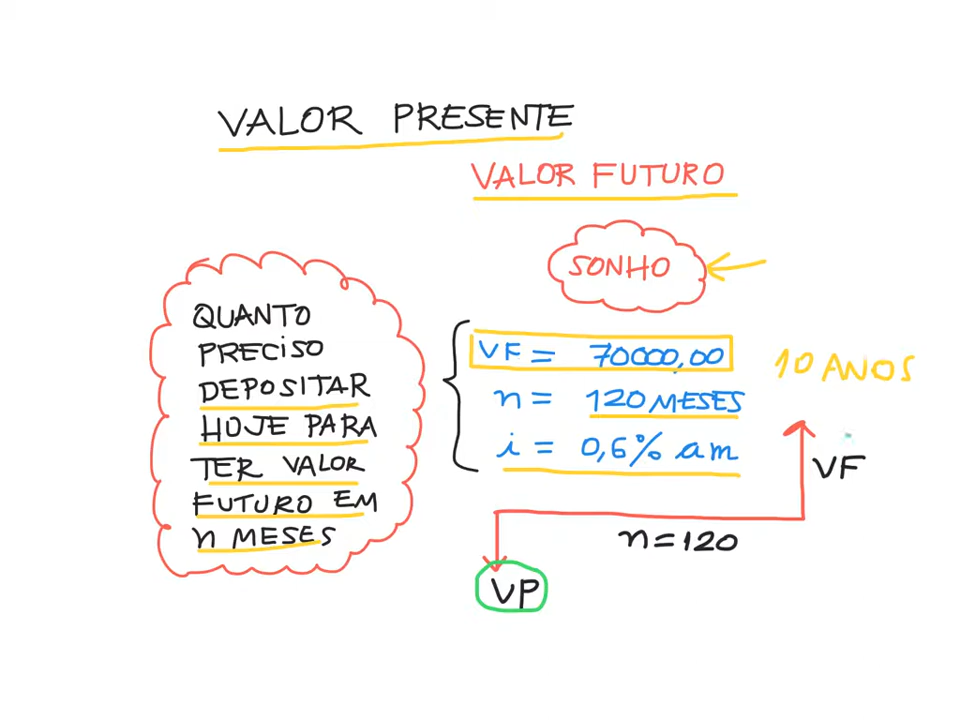 VALOR PRESENTE
VALOR FUTURO
SONHO
QUANTO
PRECISO
DEPOSITAR
HOJE PARA
TER VALOR
FUTURO EM
n MESES
VF = 70000,00
n = 120 MESES
i = 0,6% am
10 ANOS
VF
n=120
VP